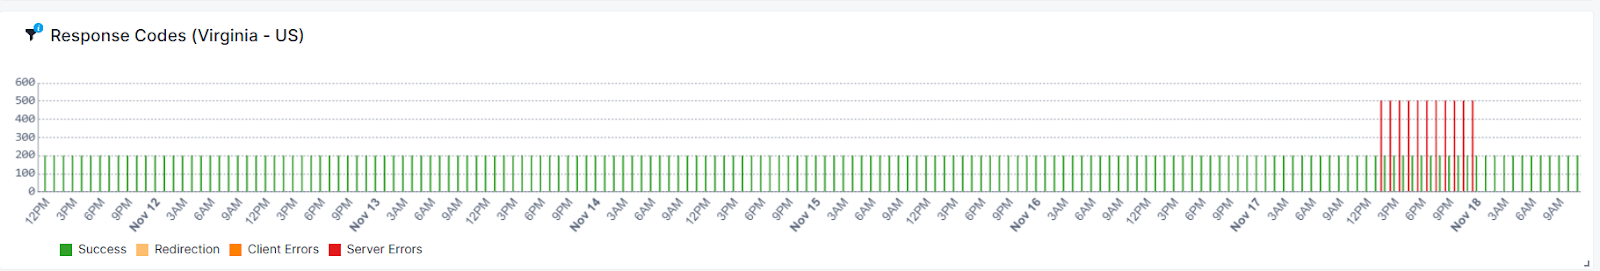 i
Response Codes (Virginia - US)
600
500
400
300
200
100
0
12PM 3PM 6PM 9PM Nov 12 3AM 6AM 9AM 12PM 3PM 6PM 9PM Nov 13 3AM 6AM 9AM 12PM 3PM 6PM 9PM Nov 14 3AM 6AM 9AM 12PM 3PM 6PM 9PM Nov 15 3AM 6AM 9AM 12PM 3PM 6PM 9PM Nov 16 3AM 6AM 9AM 12PM 3PM 6PM 9PM Nov 17 3AM 6AM 9AM 12PM 3PM 6PM 9PM Nov 18 3AM 6AM 9AM
Success Redirection Client Errors Server Errors